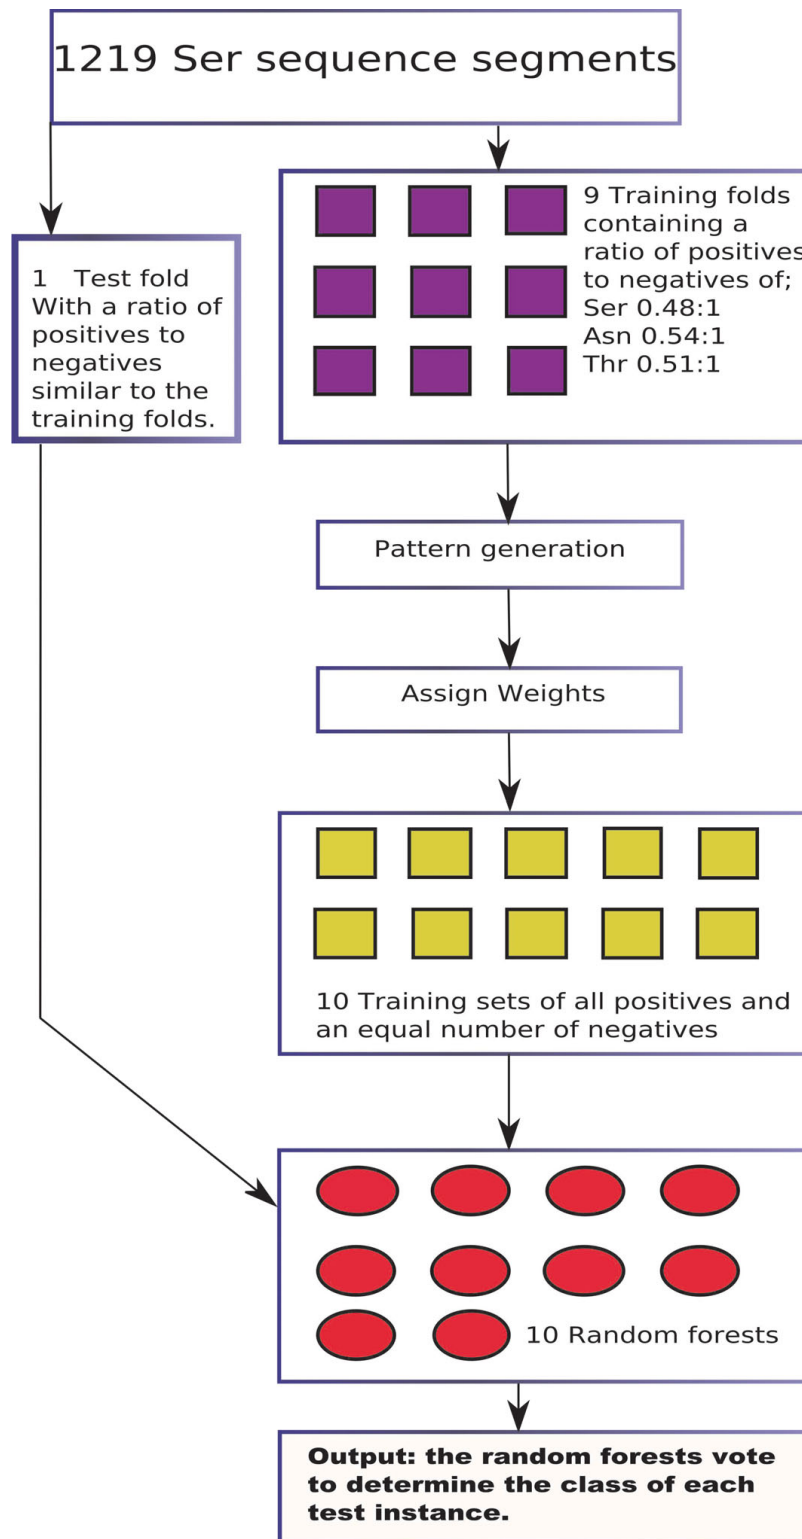 1219 Ser sequence segments
9 Training folds
containing a
ratio of positives
to negatives of;
Ser 0.48:1
Asn 0.54:1
Thr 0.51:1
1 Test fold
With a ratio of
positives to
negatives
similar to the
training folds.
Pattern generation
Assign Weights
10 Training sets of all positives and
an equal number of negatives
10 Random forests
Output: the random forests vote
to determine the class of each
test instance.